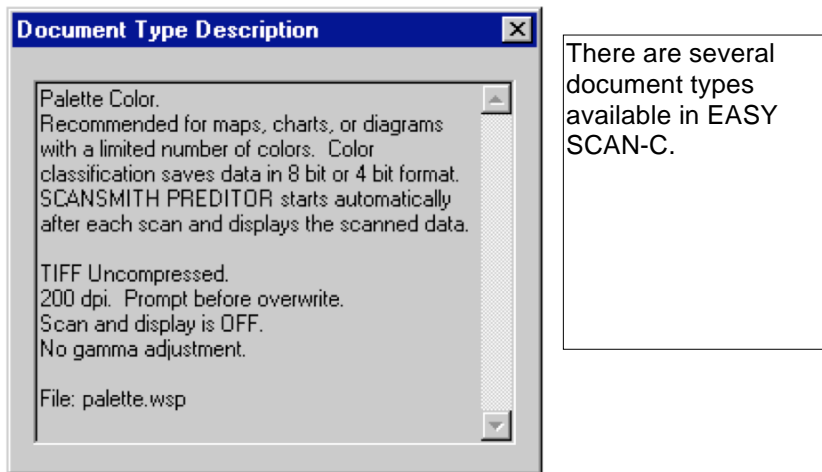 Document Type Description
Palette Color.
Recommended for maps, charts, or diagrams
with a limited number of colors.  Color
classification saves data in 8 bit or 4 bit format.
SCANSMITH PREDITOR starts automatically
after each scan and displays the scanned data.
TIFF Uncompressed.
200 dpi.  Prompt before overwrite.
Scan and display is OFF.
No gamma adjustment.
File: palette.wsp
There are several
document types
available in EASY
SCAN-C.